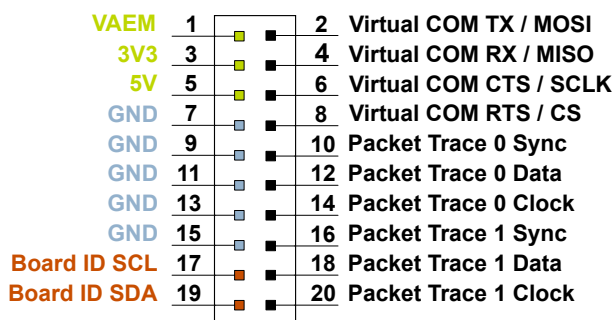 VAEM 1 2 Virtual COM TX / MOSI
3V3 3 4 Virtual COM RX / MISO
5V 5 6 Virtual COM CTS / SCLK
GND 7 8 Virtual COM RTS / CS
GND 9 10 Packet Trace 0 Sync
GND 11 12 Packet Trace 0 Data
GND 13 14 Packet Trace 0 Clock
GND 15 16 Packet Trace 1 Sync
Board ID SCL 17 18 Packet Trace 1 Data
Board ID SDA 19 20 Packet Trace 1 Clock